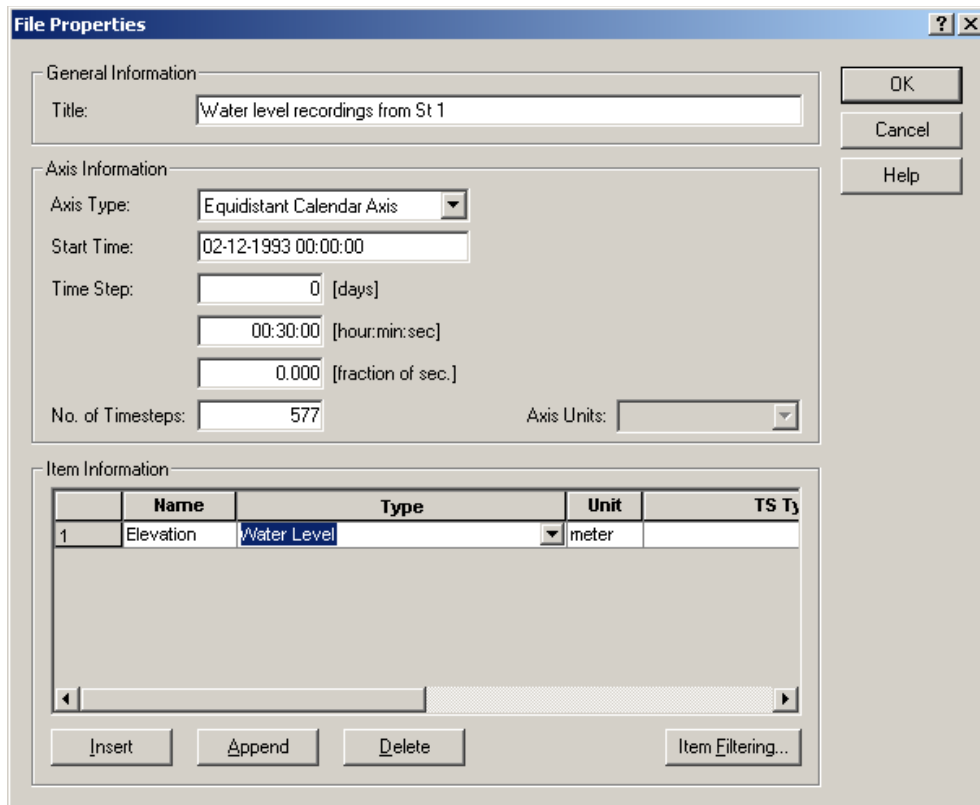 File Properties
General Information
Title: Water level recordings from St 1
OK
Cancel
Help
Axis Information
Axis Type: Equidistant Calendar Axis
Start Time: 02-12-1993 00:00:00
Time Step: 0 [days]
00:30:00 [hour:min:sec]
0.000 [fraction of sec.]
No. of Timesteps: 577 Axis Units:
Item Information
Name Type Unit TS Ty
1 Elevation Water Level meter
Insert Append Delete Item Filtering...